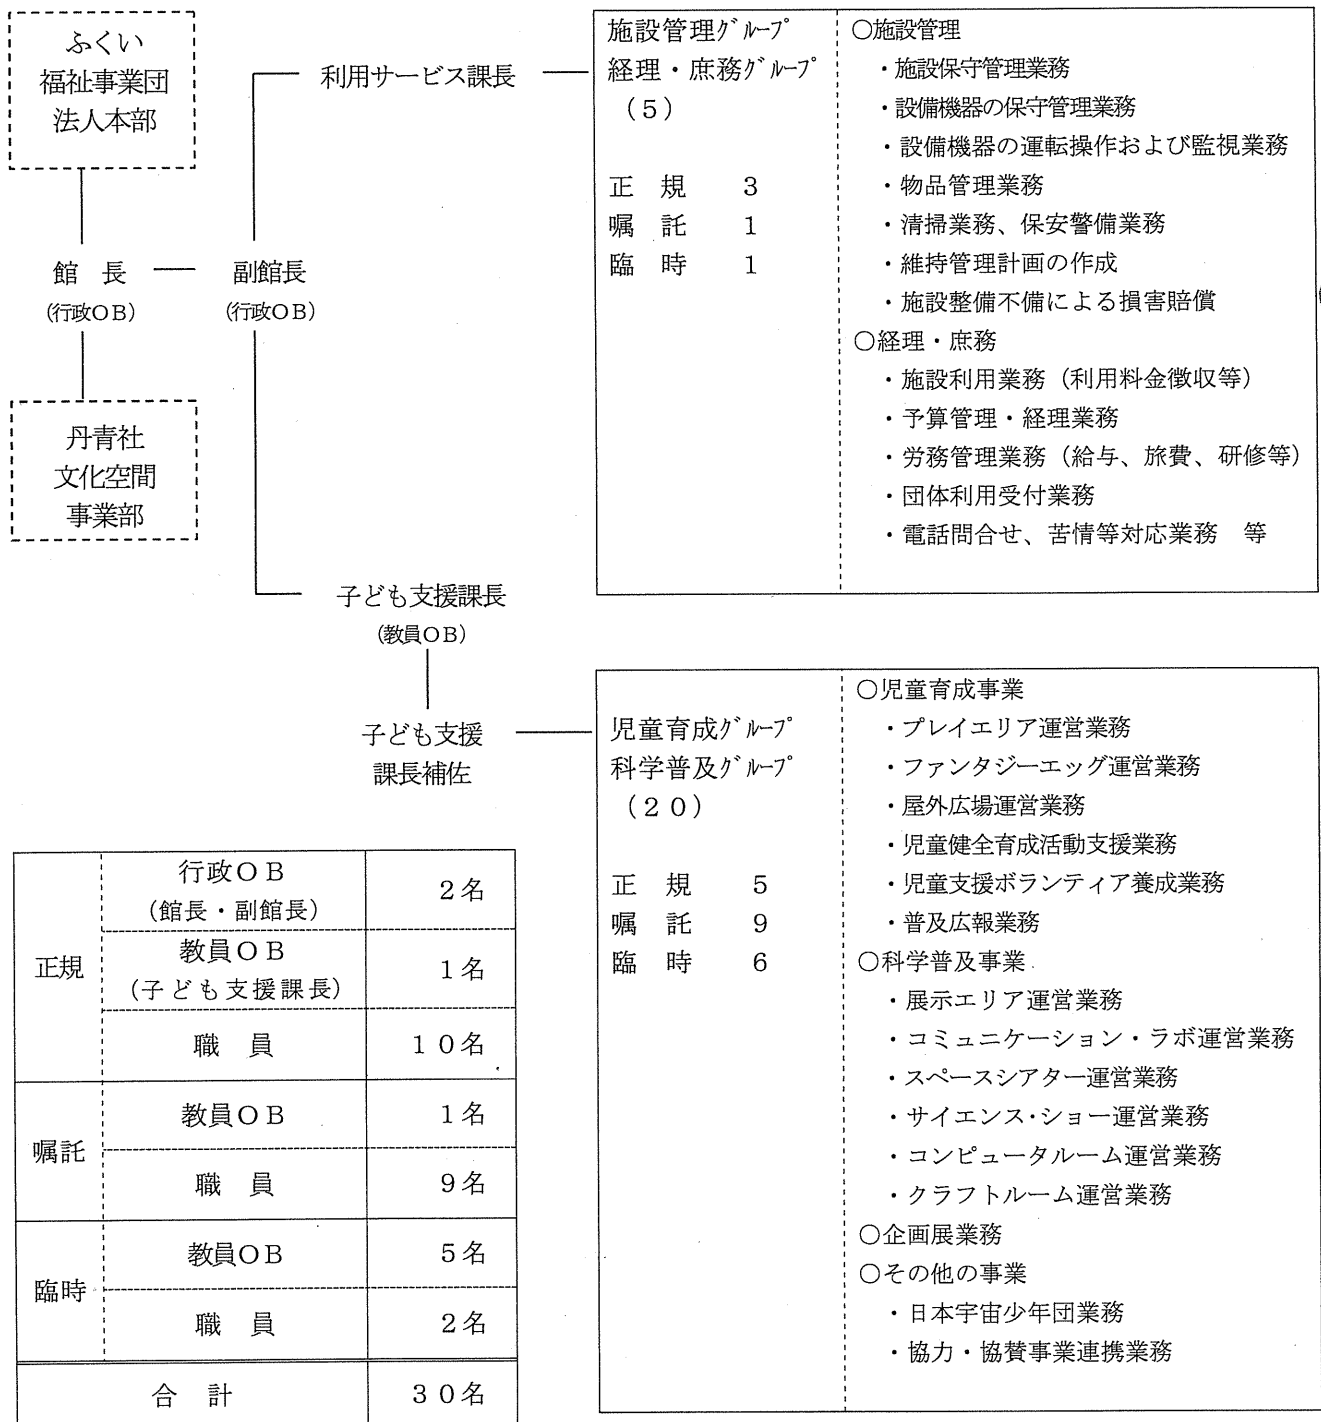 ふくい
福祉事業団
法人本部
館　長
(行政ＯＢ)
丹青社
文化空間
事業部
副館長
(行政ＯＢ)
利用サービス課長
施設管理ｸﾞﾙｰﾌﾟ
経理・庶務ｸﾞﾙｰﾌﾟ
（５）
正　規　３
嘱　託　１
臨　時　１
○施設管理
・施設保守管理業務
・設備機器の保守管理業務
・設備機器の運転操作および監視業務
・物品管理業務
・清掃業務、保安警備業務
・維持管理計画の作成
・施設整備不備による損害賠償
○経理・庶務
・施設利用業務（利用料金徴収等）
・予算管理・経理業務
・労務管理業務（給与、旅費、研修等）
・団体利用受付業務
・電話問合せ、苦情等対応業務　等
子ども支援課長
(教員ＯＢ)
子ども支援
課長補佐
児童育成ｸﾞﾙｰﾌﾟ
科学普及ｸﾞﾙｰﾌﾟ
（２０）
正　規　５
嘱　託　９
臨　時　６
○児童育成事業
・プレイエリア運営業務
・ファンタジーエッグ運営業務
・屋外広場運営業務
・児童健全育成活動支援業務
・児童支援ボランティア養成業務
・普及広報業務
○科学普及事業
・展示エリア運営業務
・コミュニケーション・ラボ運営業務
・スペースシアター運営業務
・サイエンス・ショー運営業務
・コンピュータルーム運営業務
・クラフトルーム運営業務
○企画展業務
○その他の事業
・日本宇宙少年団業務
・協力・協賛事業連携業務
正規
行政ＯＢ
(館長・副館長)
２名
教員ＯＢ
(子ども支援課長)
１名
職　員
１０名
嘱託
教員ＯＢ
１名
職　員
９名
臨時
教員ＯＢ
５名
職　員
２名
合　計
３０名